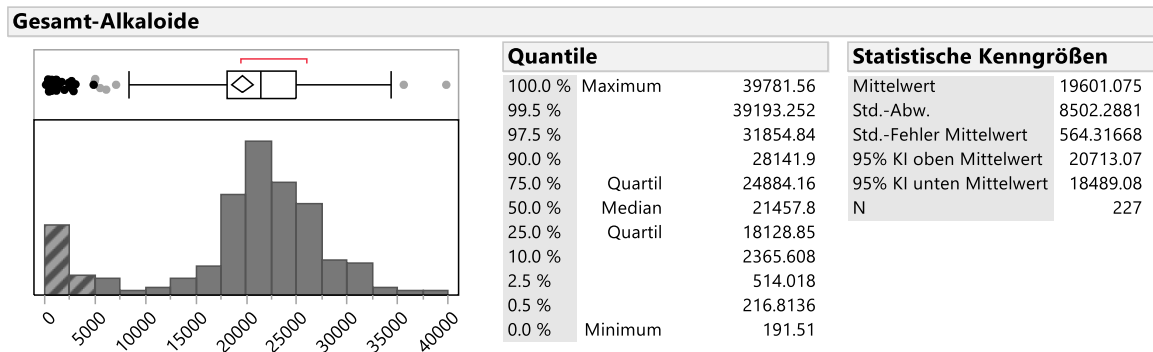 Gesamt-Alkaloide
0 5000 10000 15000 20000 25000 30000 35000 40000
Quantile
100.0 % Maximum 39781.56
99.5 % 39193.252
97.5 % 31854.84
90.0 % 28141.9
75.0 % Quartil 24884.16
50.0 % Median 21457.8
25.0 % Quartil 18128.85
10.0 % 2365.608
2.5 % 514.018
0.5 % 216.8136
0.0 % Minimum 191.51
Statistische Kenngrößen
Mittelwert 19601.075
Std.-Abw. 8502.2881
Std.-Fehler Mittelwert 564.31668
95% KI oben Mittelwert 20713.07
95% KI unten Mittelwert 18489.08
N 227